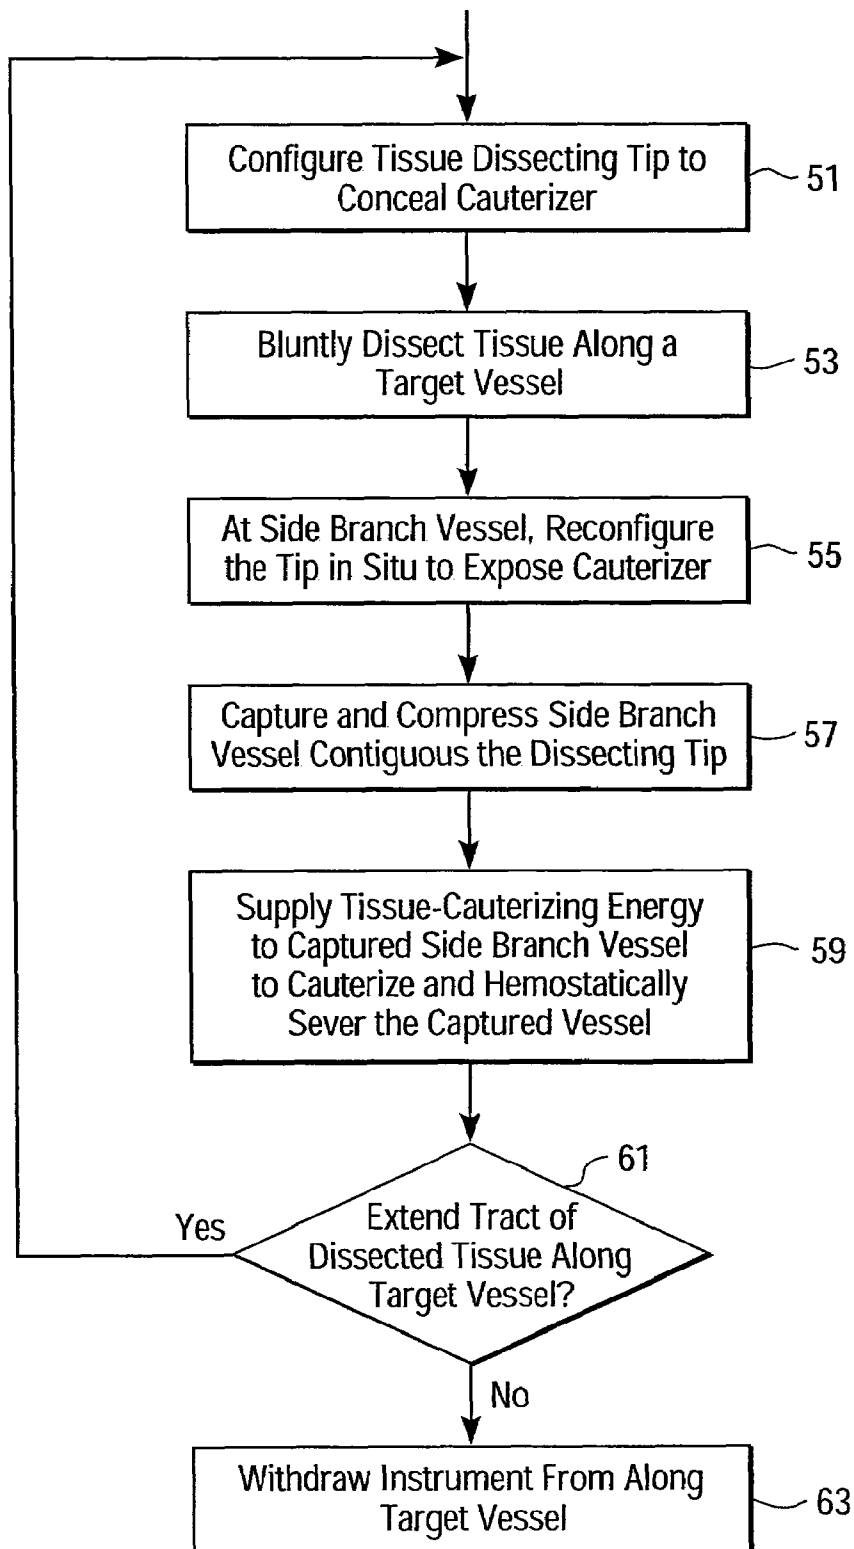 Configure Tissue Dissecting Tip to
Conceal Cauterizer
51
Bluntly Dissect Tissue Along a
Target Vessel
53
At Side Branch Vessel, Reconfigure
the Tip in Situ to Expose Cauterizer
55
Capture and Compress Side Branch
Vessel Contiguous the Dissecting Tip
57
Supply Tissue-Cauterizing Energy
to Captured Side Branch Vessel
to Cauterize and Hemostatically
Sever the Captured Vessel
59
61
Yes
Extend Tract of
Dissected Tissue Along
Target Vessel?
No
Withdraw Instrument From Along
Target Vessel
63